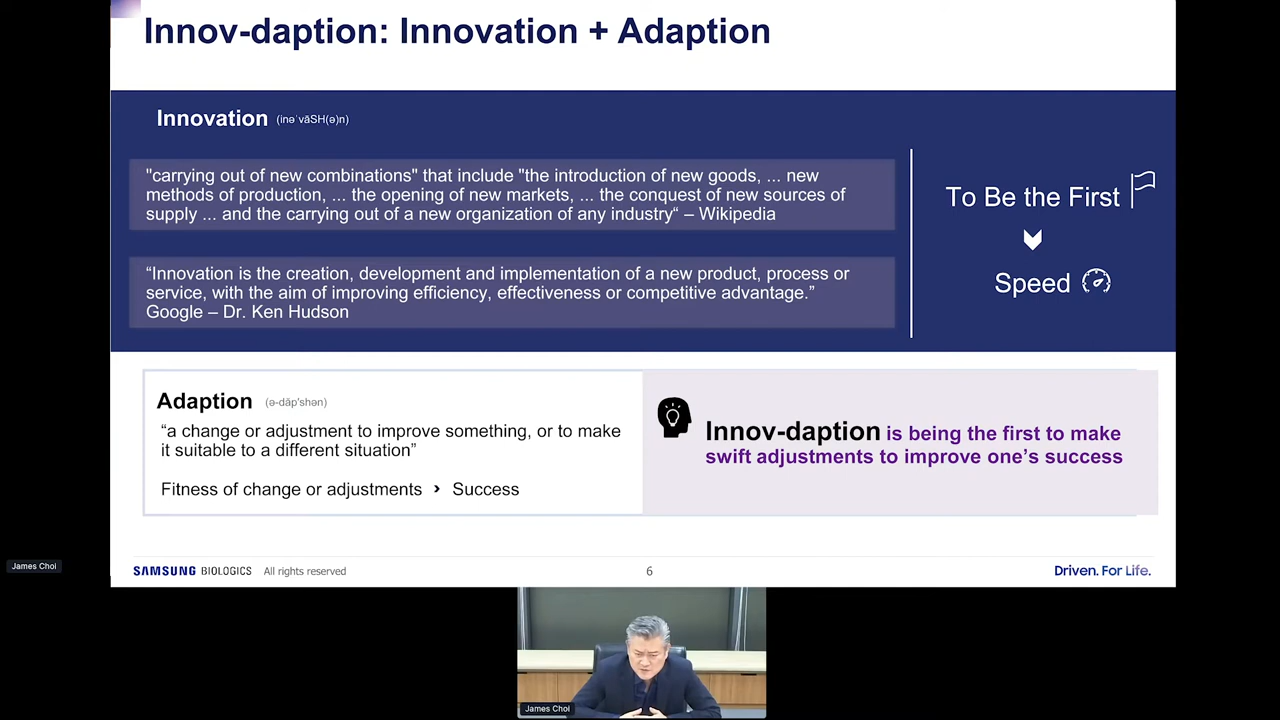 Innov-daption: Innovation + Adaption
Innovation (inəˈvāSH(ə)n)
"carrying out of new combinations" that include "the introduction of new goods, ... new
methods of production, ... the opening of new markets, ... the conquest of new sources of
supply ... and the carrying out of a new organization of any industry“ – Wikipedia
“Innovation is the creation, development and implementation of a new product, process or
service, with the aim of improving efficiency, effectiveness or competitive advantage.”
Google – Dr. Ken Hudson
To Be the First
Speed
Adaption (ə-dăp′shən)
“a change or adjustment to improve something, or to make
it suitable to a different situation”
Fitness of change or adjustments › Success
Innov-daption is being the first to make
swift adjustments to improve one’s success
SAMSUNG BIOLOGICS All rights reserved
6
Driven. For Life.
James Choi
James Choi